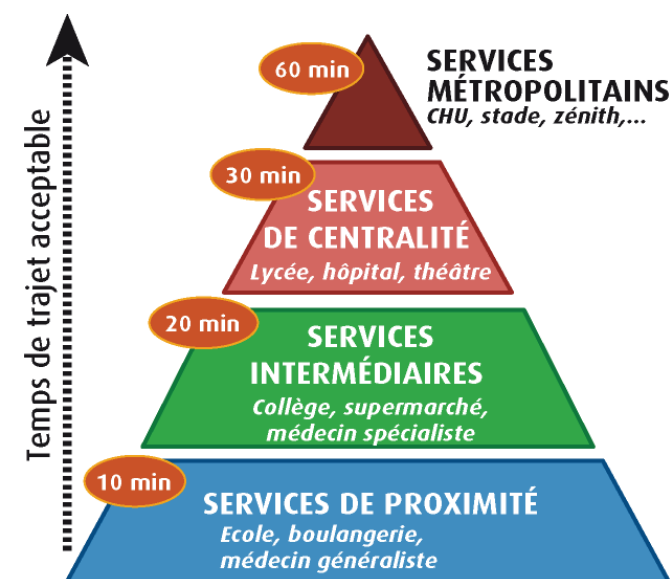 60 min
SERVICES
MÉTROPOLITAINS
CHU, stade, zénith,...
30 min
SERVICES
DE CENTRALITÉ
Lycée, hôpital, théâtre
20 min
SERVICES
INTERMÉDIAIRES
Collège, supermarché,
médecin spécialiste
10 min
SERVICES DE PROXIMITÉ
Ecole, boulangerie,
médecin généraliste
Temps de trajet acceptable